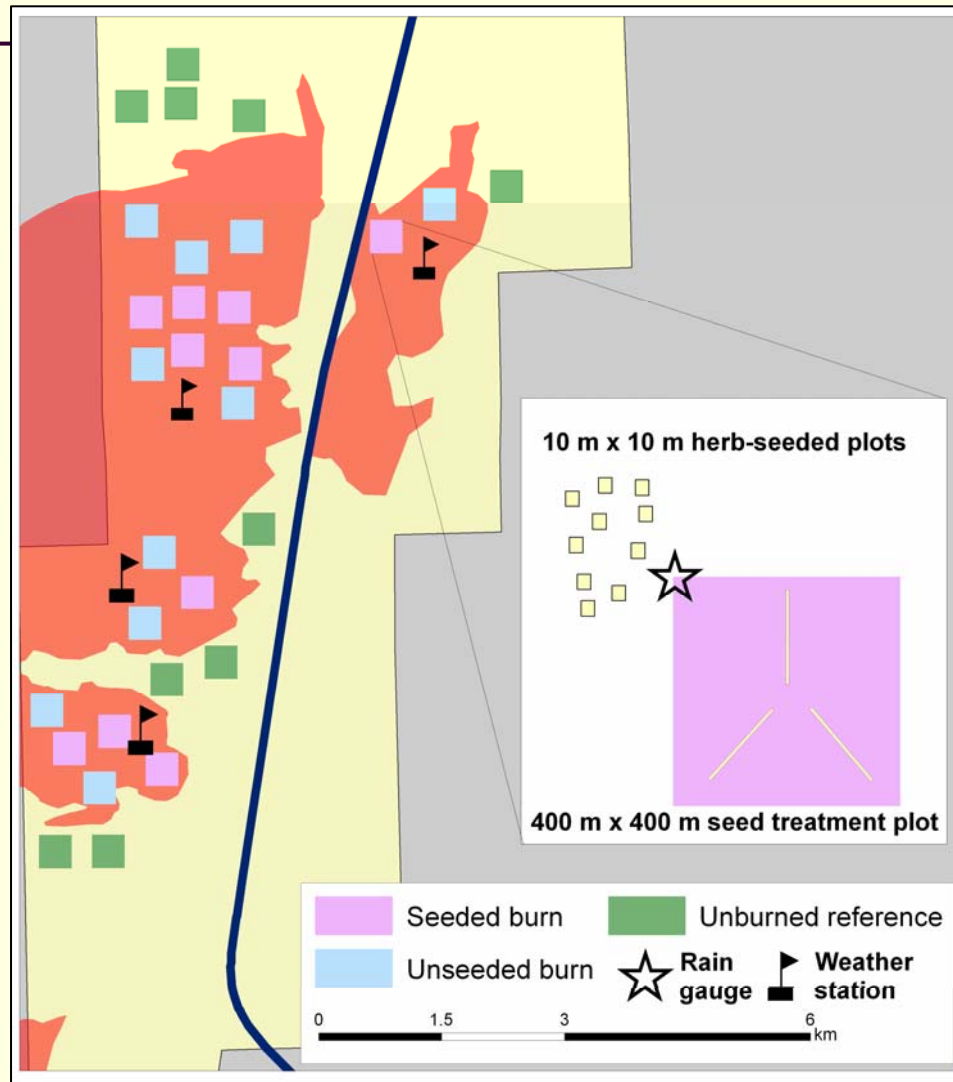 10 m x 10 m herb-seeded plots
400 m x 400 m seed treatment plot
Seeded burn
Unburned reference
Unseeded burn
Rain
gauge
Weather
station
0 1.5 3 6
km